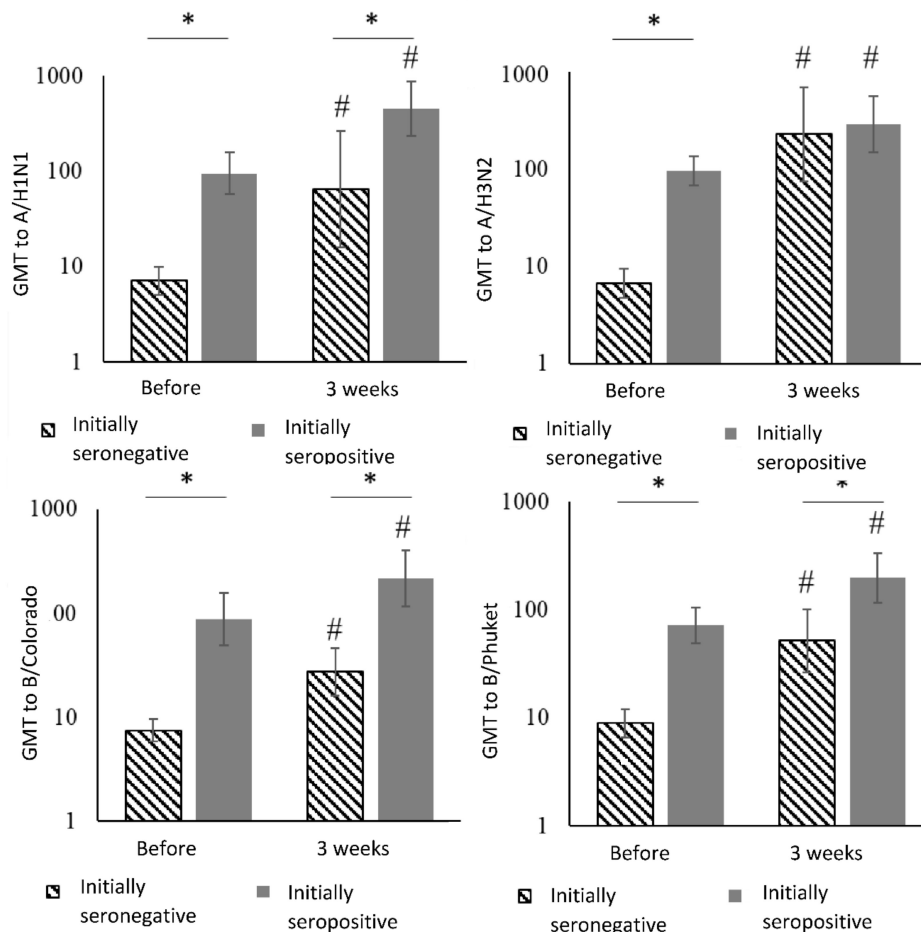 *
*
#
#
1000
100
10
1
GMT to A/H1N1
Before
3 weeks
Initially
seronegative
Initially
seropositive
*
#
#
1000
100
10
1
GMT to A/H3N2
Before
3 weeks
Initially
seronegative
Initially
seropositive
*
*
#
#
1000
00
10
1
GMT to B/Colorado
Before
3 weeks
Initially
seronegative
Initially
seropositive
*
*
#
#
1000
100
10
1
GMT to B/Phuket
Before
3 weeks
Initially
seronegative
Initially
seropositive